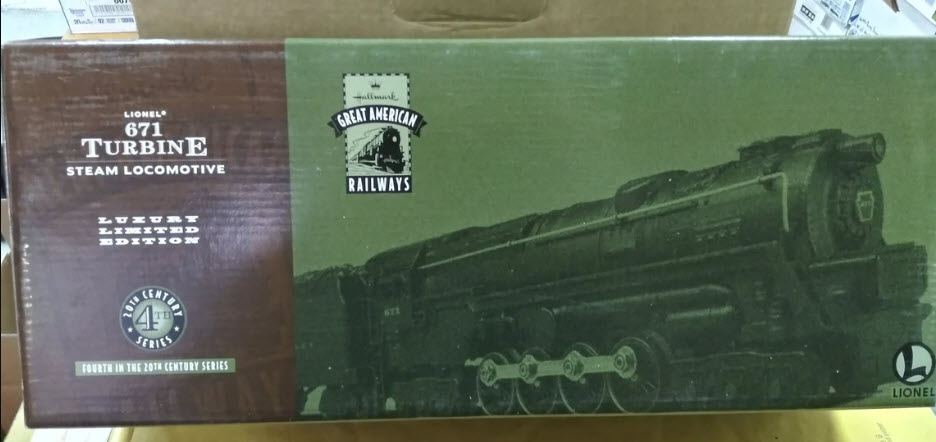 LIONEL®
671
TURBINE
STEAM LOCOMOTIVE
LUXURY
LIMITED
EDITION
20TH CENTURY
4TH
SERIES
FOURTH IN THE 20TH CENTURY SERIES
Hallmark
GREAT AMERICAN
RAILWAYS
671
L
LIONEL